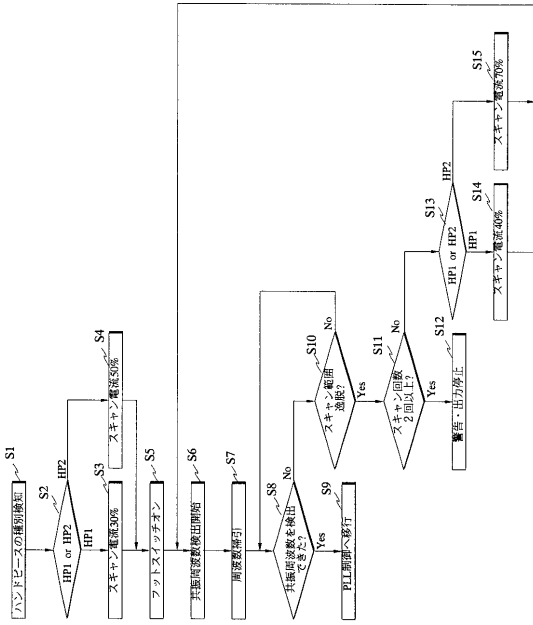 S1
ハンドピースの種別検知
S2
HP1 or HP2
HP2
HP1
S3
スキャン電流30%
S4
スキャン電流50%
S5
フットスイッチオン
S6
共振周波数検出開始
S7
周波数掃引
S8
共振周波数を検出
できた?
No
Yes
S9
PLL制御へ移行
S10
スキャン範囲
逸脱?
No
Yes
S11
スキャン回数
2回以上?
No
Yes
S12
警告・出力停止
S13
HP1 or HP2
HP2
HP1
S14
スキャン電流40%
S15
スキャン電流70%